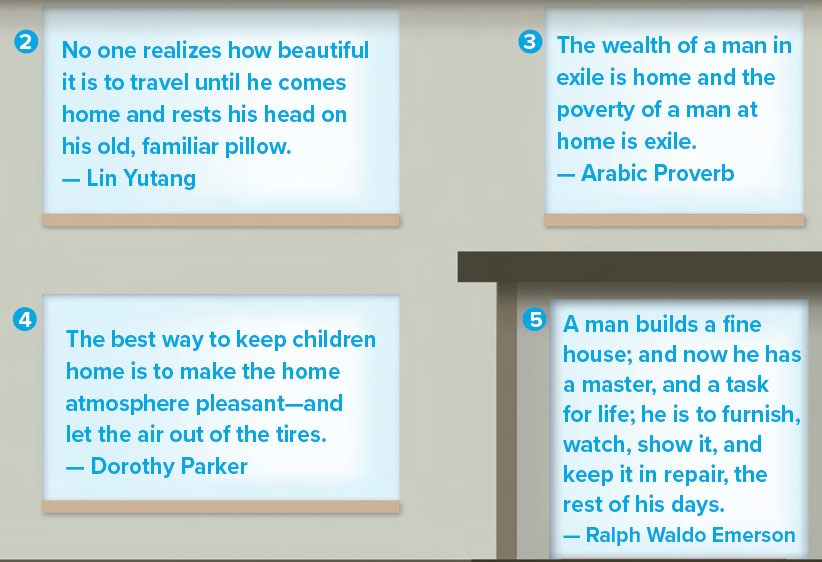 2
No one realizes how beautiful
it is to travel until he comes
home and rests his head on
his old, familiar pillow.
— Lin Yutang
3
The wealth of a man in
exile is home and the
poverty of a man at
home is exile.
— Arabic Proverb
4
The best way to keep children
home is to make the home
atmosphere pleasant—and
let the air out of the tires.
— Dorothy Parker
5
A man builds a fine
house; and now he has
a master, and a task
for life; he is to furnish,
watch, show it, and
keep it in repair, the
rest of his days.
— Ralph Waldo Emerson